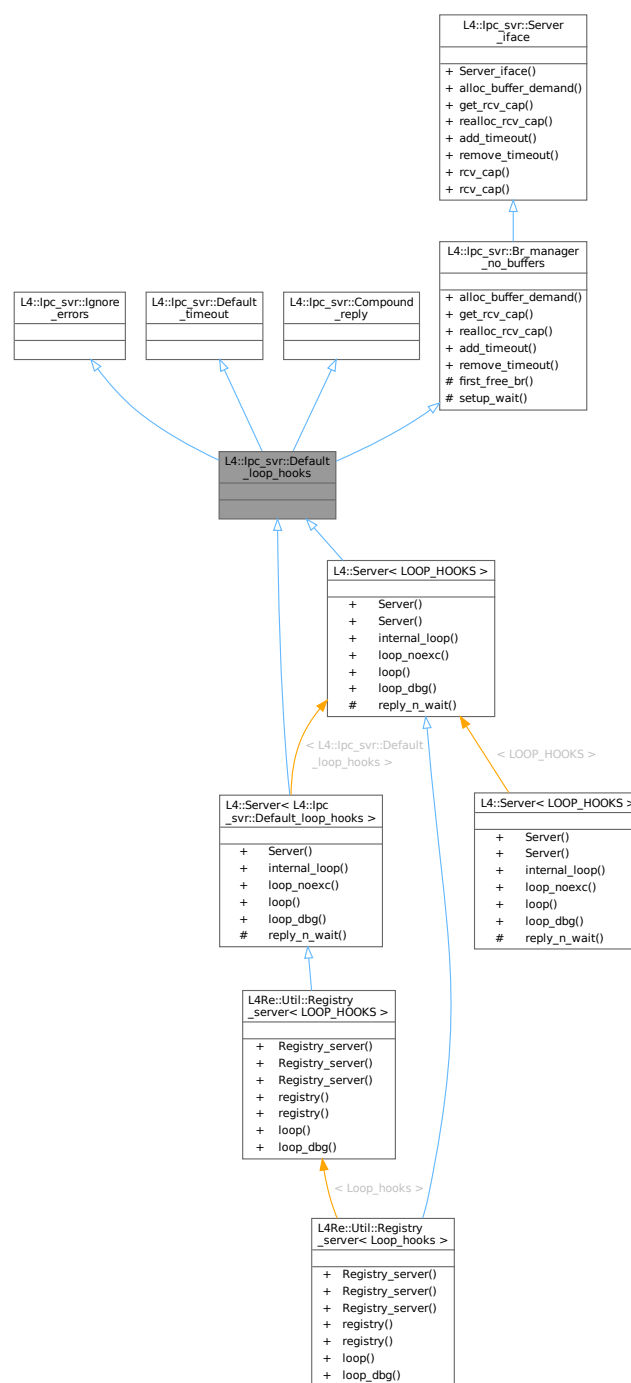 L4::Ipc_svr::Server
_iface
+ Server_iface()
+ alloc_buffer_demand()
+ get_rcv_cap()
+ realloc_rcv_cap()
+ add_timeout()
+ remove_timeout()
+ rcv_cap()
+ rcv_cap()
L4::Ipc_svr::Br_manager
_no_buffers
+ alloc_buffer_demand()
+ get_rcv_cap()
+ realloc_rcv_cap()
+ add_timeout()
+ remove_timeout()
# first_free_br()
# setup_wait()
L4::Ipc_svr::Ignore
_errors
L4::Ipc_svr::Default
_timeout
L4::Ipc_svr::Compound
_reply
L4::Ipc_svr::Default
_loop_hooks
L4::Server< LOOP_HOOKS >
+ Server()
+ Server()
+ internal_loop()
+ loop_noexc()
+ loop()
+ loop_dbg()
# reply_n_wait()
< L4::Ipc_svr::Default
_loop_hooks >
< LOOP_HOOKS >
L4::Server< L4::Ipc
_svr::Default_loop_hooks >
+ Server()
+ internal_loop()
+ loop_noexc()
+ loop()
+ loop_dbg()
# reply_n_wait()
L4::Server< LOOP_HOOKS >
+ Server()
+ Server()
+ internal_loop()
+ loop_noexc()
+ loop()
+ loop_dbg()
# reply_n_wait()
L4Re::Util::Registry
_server< LOOP_HOOKS >
+ Registry_server()
+ Registry_server()
+ Registry_server()
+ registry()
+ registry()
+ loop()
+ loop_dbg()
< Loop_hooks >
L4Re::Util::Registry
_server< Loop_hooks >
+ Registry_server()
+ Registry_server()
+ Registry_server()
+ registry()
+ registry()
+ loop()
+ loop_dbg()